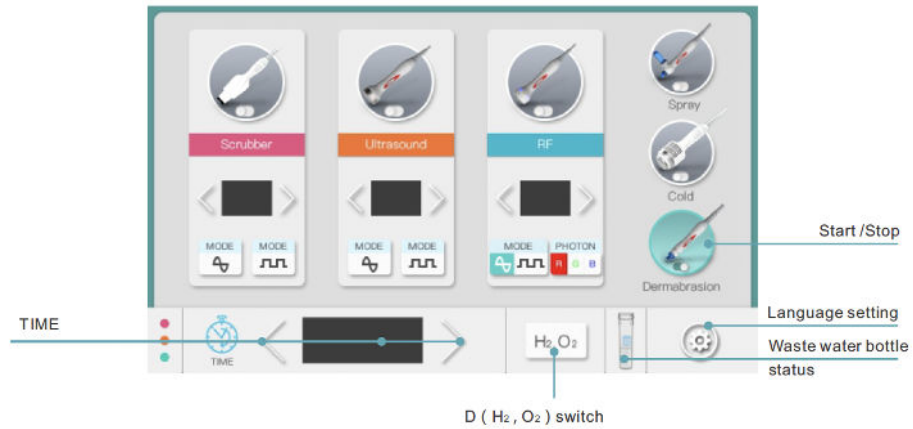 Scrubber
Ultrasound
RF
Spray
Cold
Dermabrasion
MODE MODE
MODE MODE
MODE PHOTON
R G B
Start /Stop
TIME
TIME
H₂ O₂
Language setting
Waste water bottle
status
D ( H₂ , O₂ ) switch